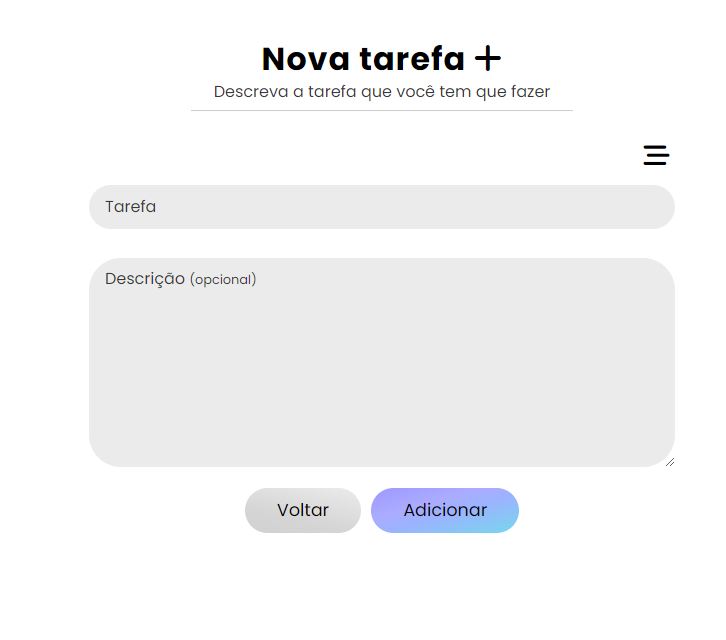 Nova tarefa +
Descreva a tarefa que você tem que fazer
Tarefa
Descrição (opcional)
Voltar
Adicionar